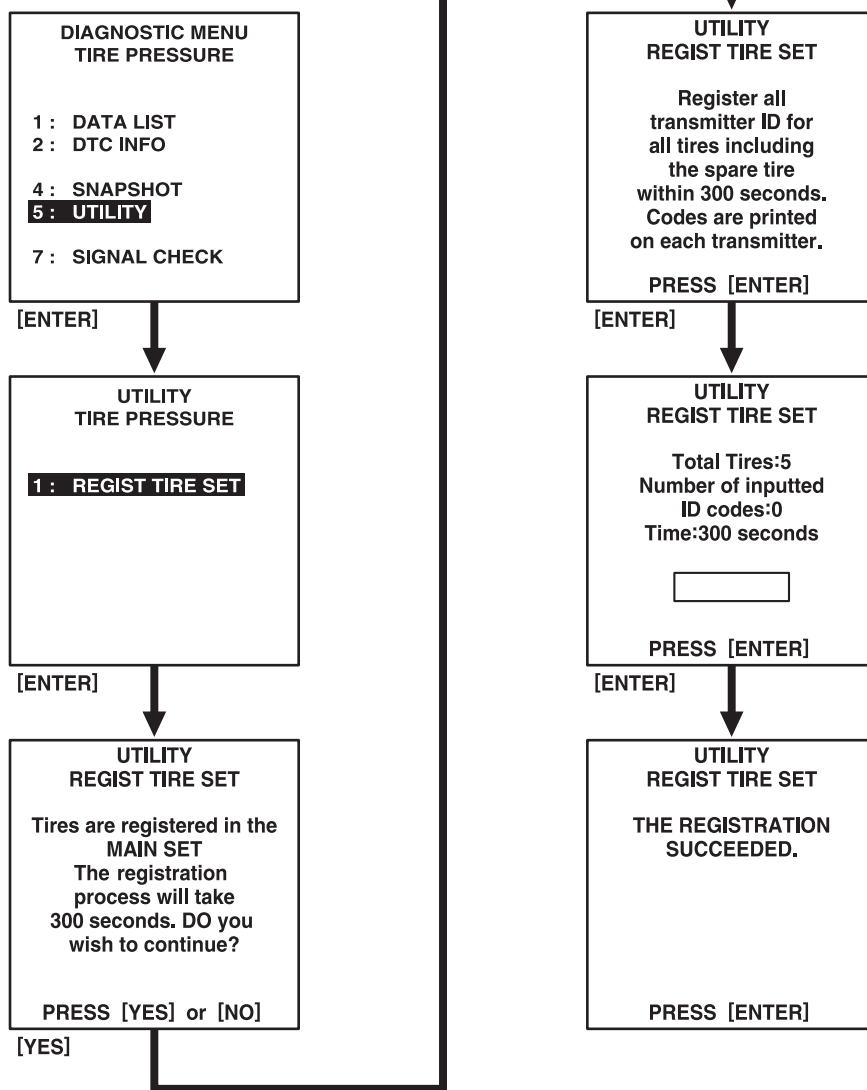 DIAGNOSTIC MENU
TIRE PRESSURE
1 : DATA LIST
2 : DTC INFO
4 : SNAPSHOT
5 : UTILITY
7 : SIGNAL CHECK
[ENTER]
UTILITY
TIRE PRESSURE
1 : REGIST TIRE SET
[ENTER]
UTILITY
REGIST TIRE SET
Tires are registered in the
MAIN SET
The registration
process will take
300 seconds. DO you
wish to continue?
PRESS [YES] or [NO]
[YES]
UTILITY
REGIST TIRE SET
Register all
transmitter ID for
all tires including
the spare tire
within 300 seconds.
Codes are printed
on each transmitter.
PRESS [ENTER]
[ENTER]
UTILITY
REGIST TIRE SET
Total Tires:5
Number of inputted
ID codes:0
Time:300 seconds
PRESS [ENTER]
[ENTER]
UTILITY
REGIST TIRE SET
THE REGISTRATION
SUCCEEDED.
PRESS [ENTER]